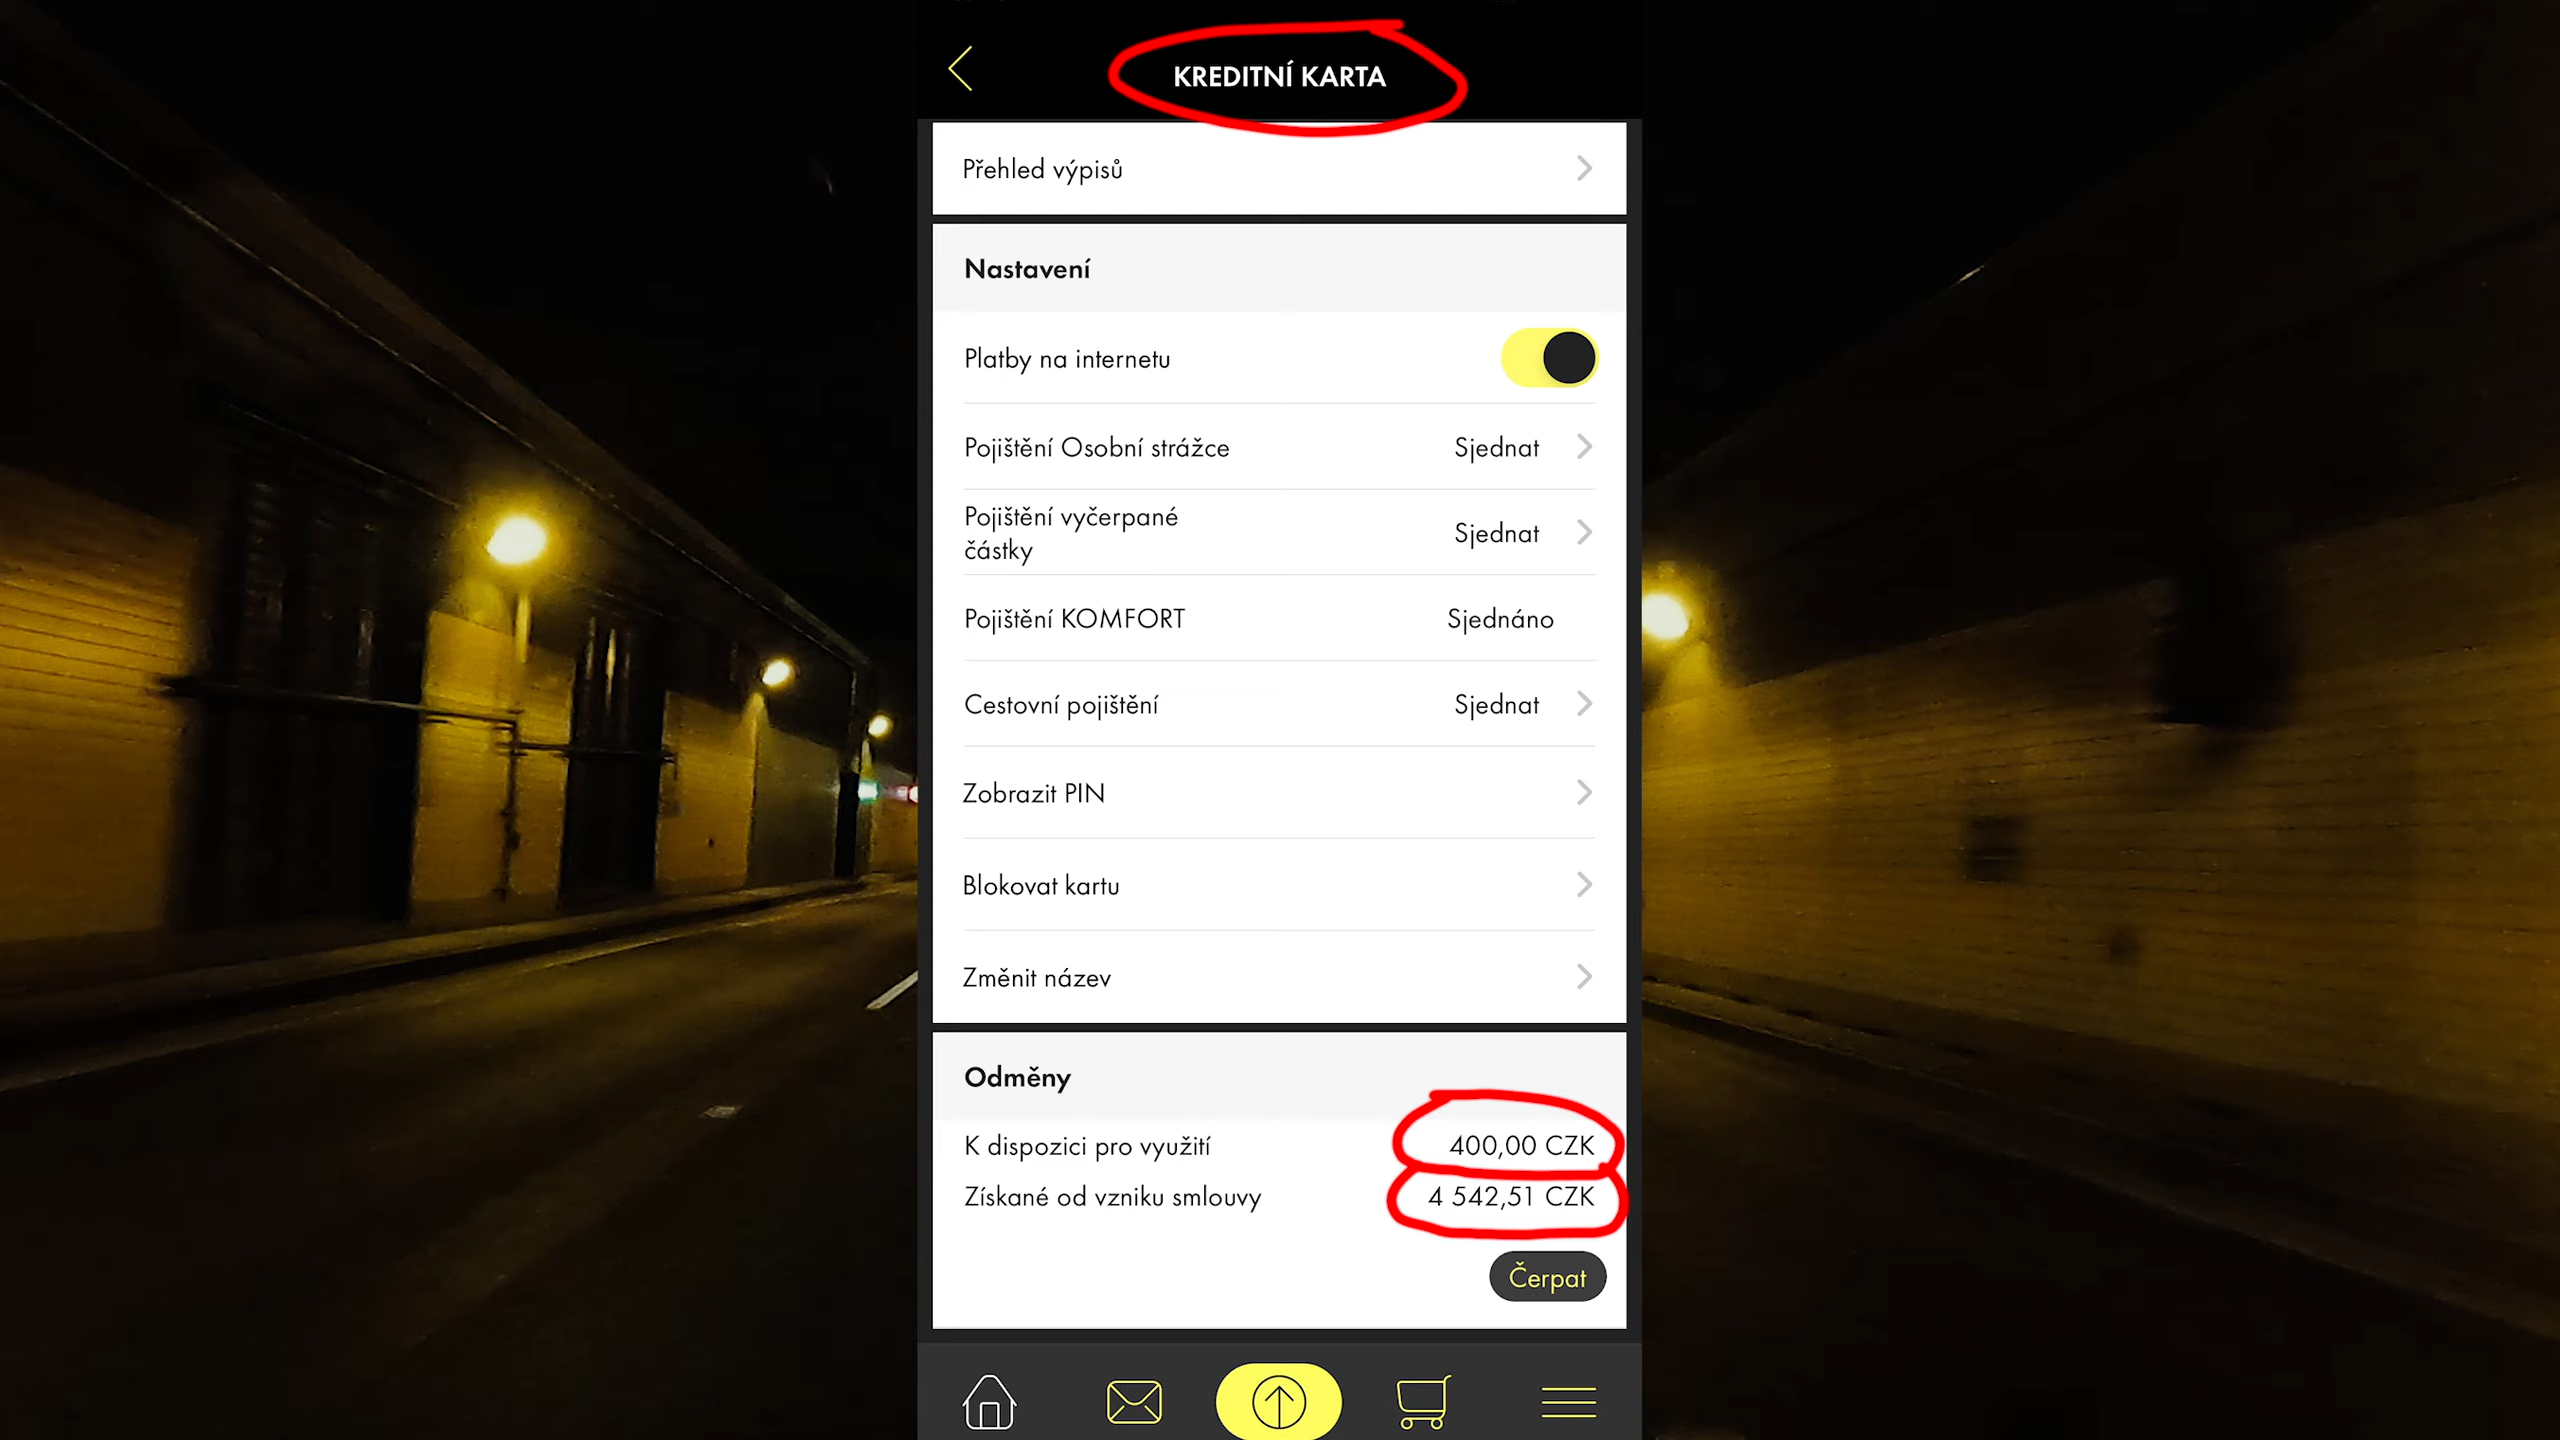 KREDITNÍ KARTA
Přehled výpisů
Nastavení
Platby na internetu
Pojištění Osobní strážce Sjednat
Pojištění vyčerpané
částky Sjednat
Pojištění KOMFORT Sjednáno
Cestovní pojištění Sjednat
Zobrazit PIN
Blokovat kartu
Změnit název
Odměny
K dispozici pro využití 400,00 CZK
Získané od vzniku smlouvy 4 542,51 CZK
Čerpat